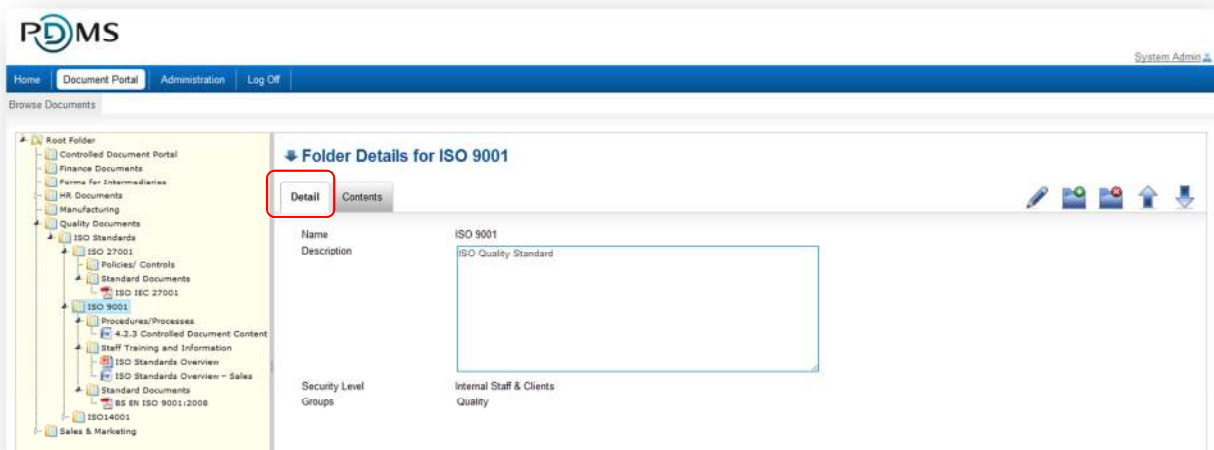 PDMS
System Admin
Home Document Portal Administration Log Off
Browse Documents
Root Folder
Controlled Document Portal
Finance Documents
Forms for Intermediaries
HR Documents
Manufacturing
Quality Documents
ISO Standards
ISO 27001
Policies/ Controls
Standard Documents
ISO IEC 27001
ISO 9001
Procedures/Processes
4.2.3 Controlled Document Content
Staff Training and Information
ISO Standards Overview
ISO Standards Overview – Sales
Standard Documents
BS EN ISO 9001:2008
ISO14001
Sales & Marketing
Folder Details for ISO 9001
Detail Contents
Name ISO 9001
Description ISO Quality Standard
Security Level Internal Staff & Clients
Groups Quality